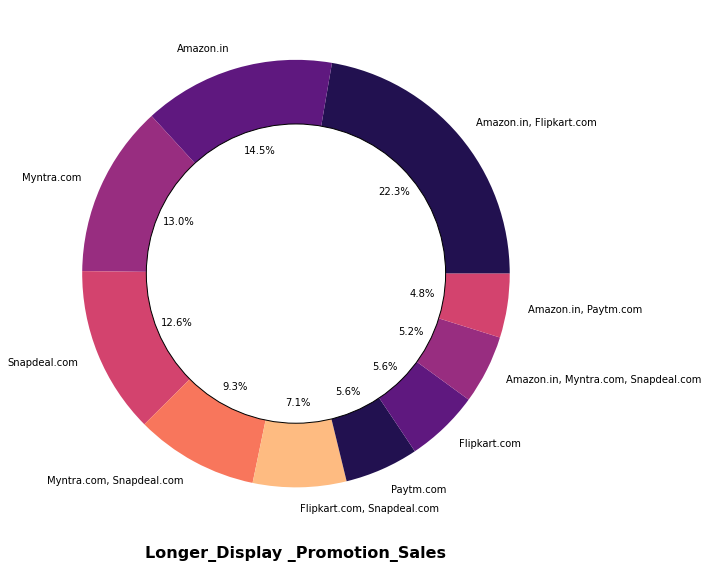 Amazon.in
Amazon.in, Flipkart.com
14.5%
Myntra.com
22.3%
13.0%
4.8%
Amazon.in, Paytm.com
12.6%
5.2%
Snapdeal.com
5.6%
Amazon.in, Myntra.com, Snapdeal.com
9.3%
5.6%
7.1%
Flipkart.com
Myntra.com, Snapdeal.com
Paytm.com
Flipkart.com, Snapdeal.com
Longer_Display _Promotion_Sales